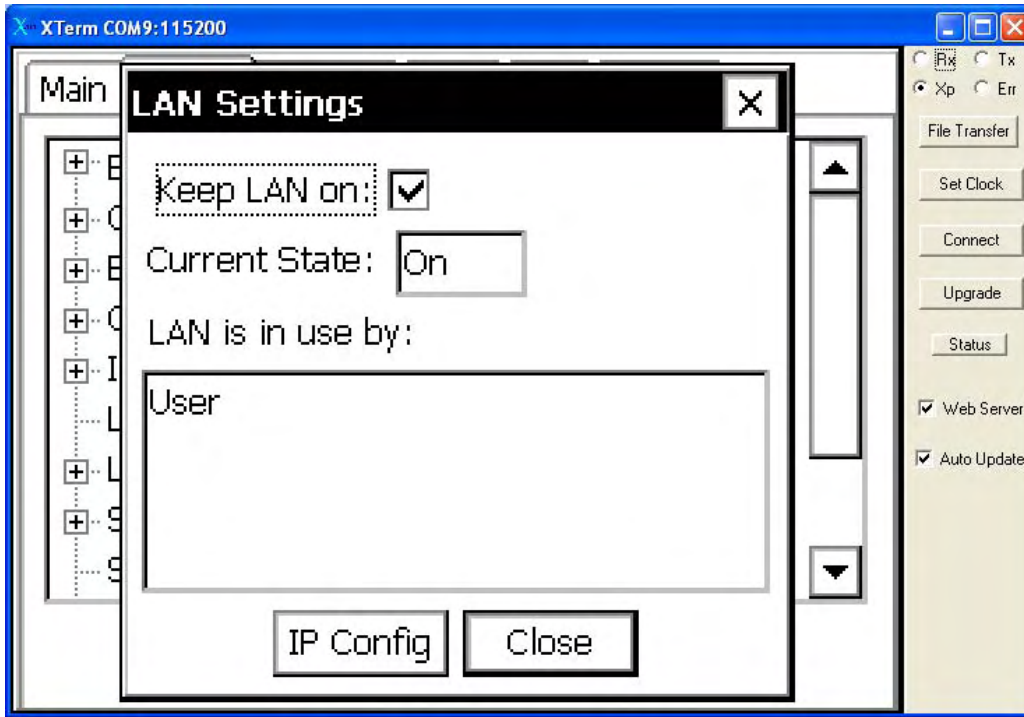 XTerm COM9:115200
Rx Tx
Xp Err
Main
LAN Settings
File Transfer
Keep LAN on:
Set Clock
Current State: On
Connect
LAN is in use by:
Upgrade
Status
User
Web Server
Auto Update
IP Config Close